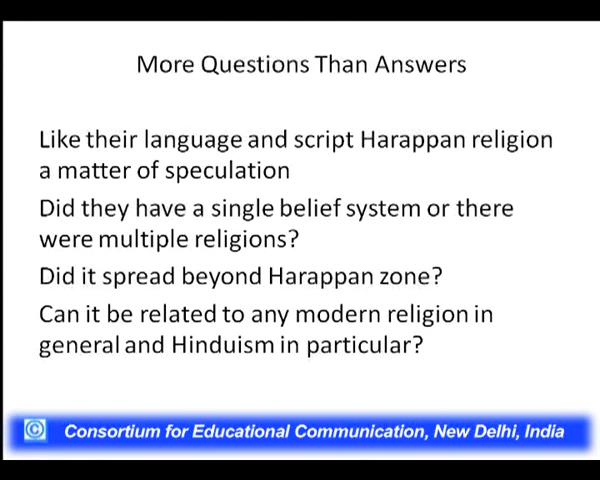 More Questions Than Answers
Like their language and script Harappan religion
a matter of speculation
Did they have a single belief system or there
were multiple religions?
Did it spread beyond Harappan zone?
Can it be related to any modern religion in
general and Hinduism in particular?
© Consortium for Educational Communication, New Delhi, India